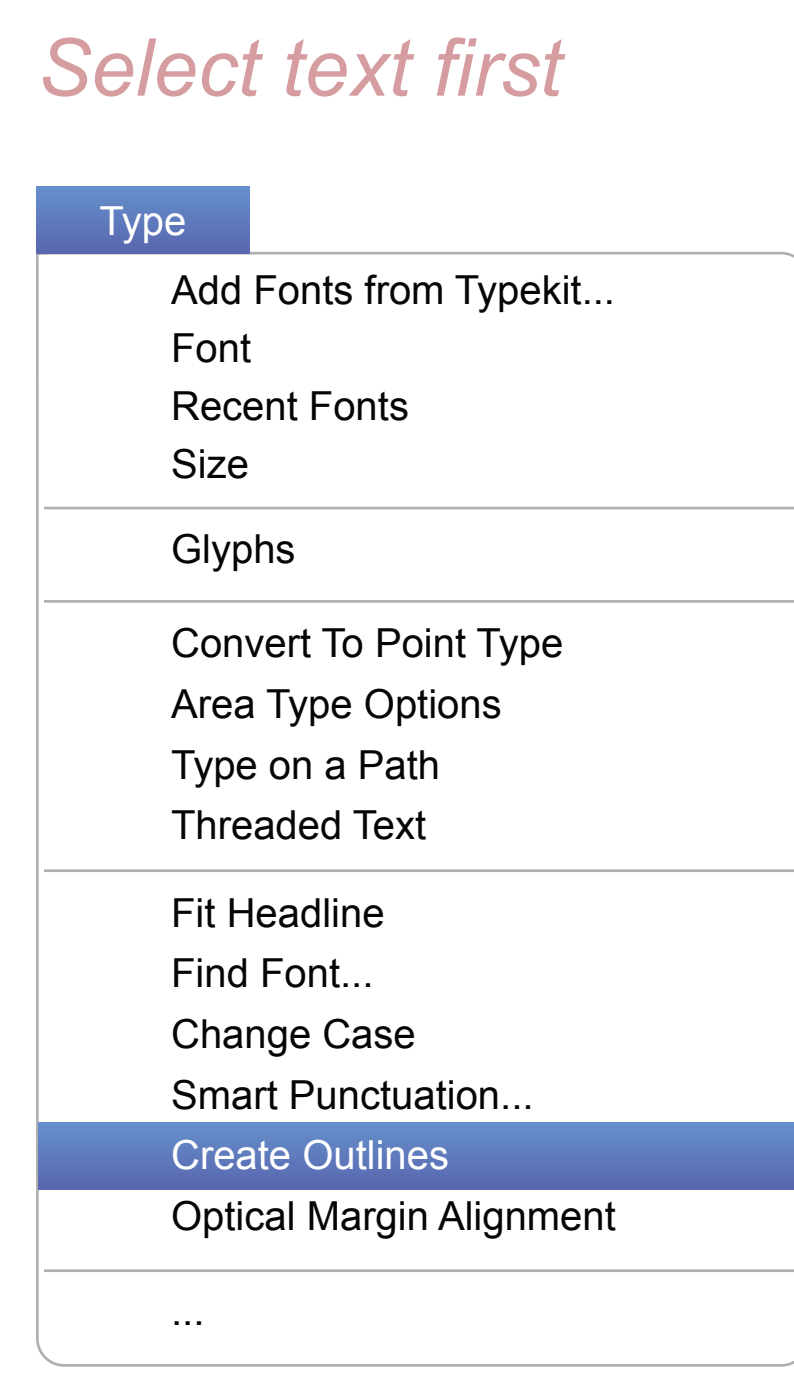 Select text first
Type
Add Fonts from Typekit...
Font
Recent Fonts
Size
Glyphs
Convert To Point Type
Area Type Options
Type on a Path
Threaded Text
Fit Headline
Find Font...
Change Case
Smart Punctuation...
Create Outlines
Optical Margin Alignment
...